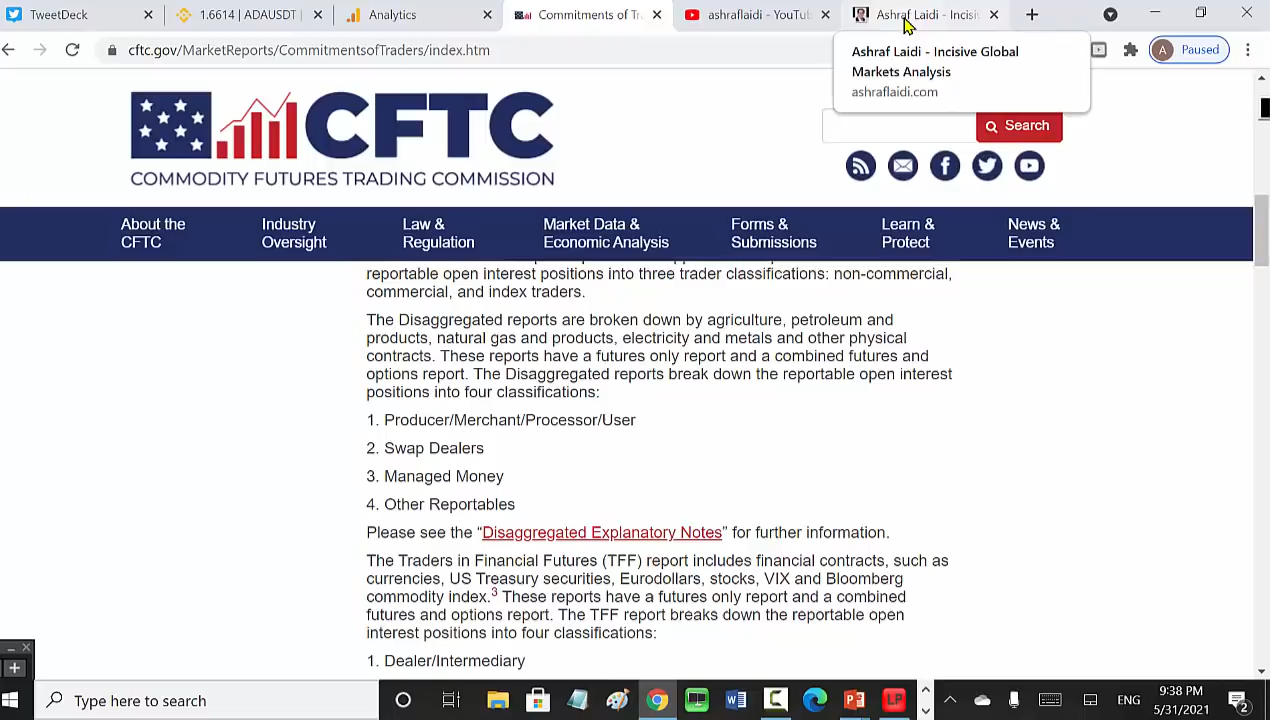 TweetDeck
1.6614 | ADAUSDT |
Analytics
Commitments of Tr
ashraflaidi - YouTub
Ashraf Laidi - Incisi
cftc.gov/MarketReports/CommitmentsofTraders/index.htm
A Paused
Ashraf Laidi - Incisive Global
Markets Analysis
ashraflaidi.com
CFTC
COMMODITY FUTURES TRADING COMMISSION
Search
About the
CFTC
Industry
Oversight
Law &
Regulation
Market Data &
Economic Analysis
Forms &
Submissions
Learn &
Protect
News &
Events
reportable open interest positions into three trader classifications: non-commercial,
commercial, and index traders.
The Disaggregated reports are broken down by agriculture, petroleum and
products, natural gas and products, electricity and metals and other physical
contracts. These reports have a futures only report and a combined futures and
options report. The Disaggregated reports break down the reportable open interest
positions into four classifications:
1. Producer/Merchant/Processor/User
2. Swap Dealers
3. Managed Money
4. Other Reportables
Please see the “Disaggregated Explanatory Notes” for further information.
The Traders in Financial Futures (TFF) report includes financial contracts, such as
currencies, US Treasury securities, Eurodollars, stocks, VIX and Bloomberg
commodity index.3 These reports have a futures only report and a combined
futures and options report. The TFF report breaks down the reportable open
interest positions into four classifications:
1. Dealer/Intermediary
Type here to search
LP
ENG
9:38 PM
5/31/2021
2